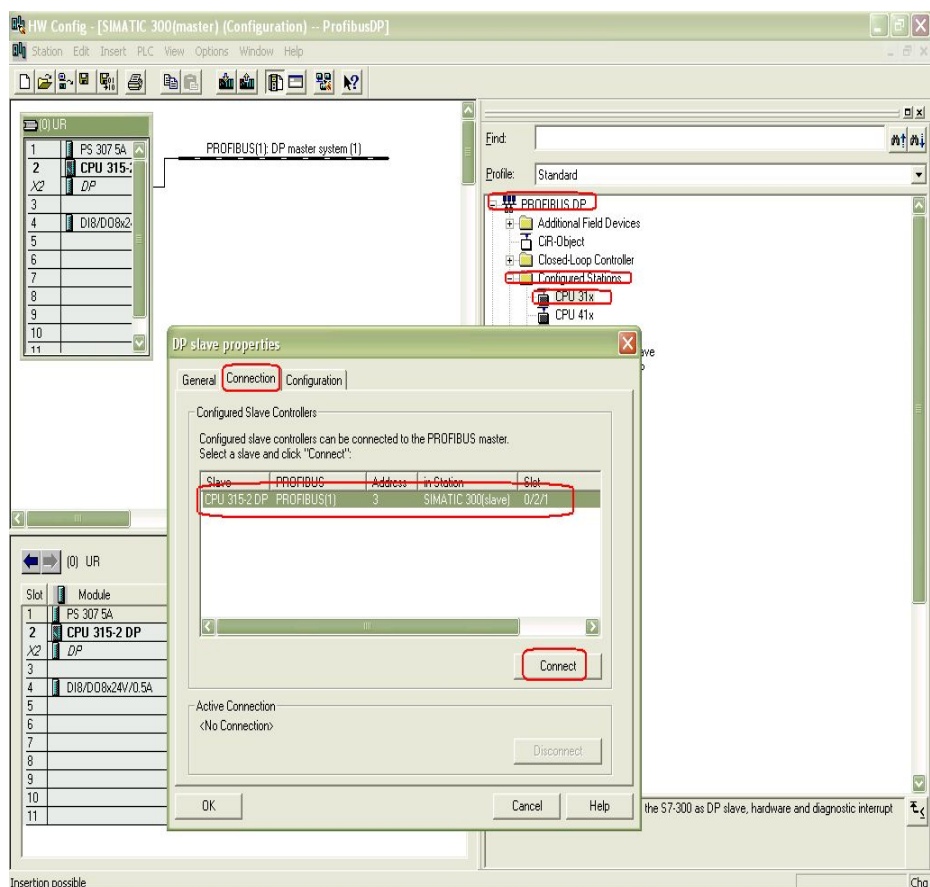 HW Config - [SIMATIC 300(master) (Configuration) -- ProfibusDP]
Station Edit Insert PLC View Options Window Help
(0) UR
1 PS 307 5A
2 CPU 315-2
X2 DP
3
4 DI8/DO8x2
5
6
7
8
9
10
11
PROFIBUS(1): DP master system (1)
Find:
Profile: Standard
PROFIBUS DP
Additional Field Devices
CiR-Object
Closed-Loop Controller
Configured Stations
CPU 31x
CPU 41x
DP slave properties
General Connection Configuration
Configured Slave Controllers
Configured slave controllers can be connected to the PROFIBUS master.
Select a slave and click "Connect":
Slave PROFIBUS Address in Station Slot
CPU 315-2 DP PROFIBUS(1) 3 SIMATIC 300(slave) 0/2/1
Connect
Active Connection
<No Connection>
Disconnect
OK Cancel Help
(0) UR
Slot Module
1 PS 307 5A
2 CPU 315-2 DP
X2 DP
3
4 DI8/DO8x24V/0.5A
5
6
7
8
9
10
11
the S7-300 as DP slave, hardware and diagnostic interrupt
Insertion possible
Chg